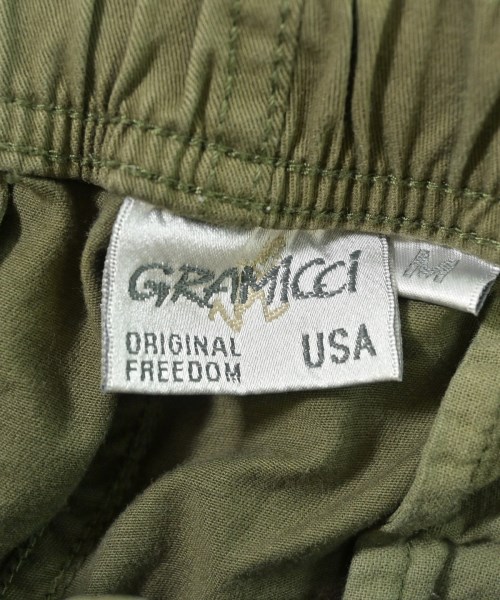 GRAMiCCi
ORIGINAL
FREEDOM
USA
M